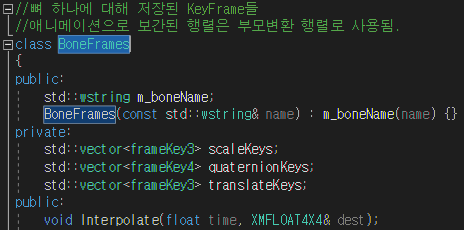 //뼈 하나에 대해 저장된 KeyFrame들
//애니메이션으로 보간된 행렬은 부모변환 행렬로 사용됨.
class BoneFrames
{
public:
std::wstring m_boneName;
BoneFrames(const std::wstring& name) : m_boneName(name) {}
private:
std::vector<frameKey3> scaleKeys;
std::vector<frameKey4> quaternionKeys;
std::vector<frameKey3> translateKeys;
public:
void Interpolate(float time, XMFLOAT4X4& dest);